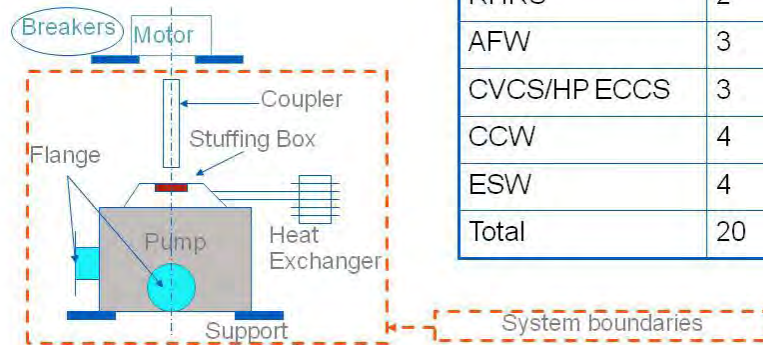 Breakers
Motor
Coupler
Stuffing Box
Flange
Pump
Heat
Exchanger
Support
System boundaries
AFW 3
CVCS/HP ECCS 3
CCW 4
ESW 4
Total 20